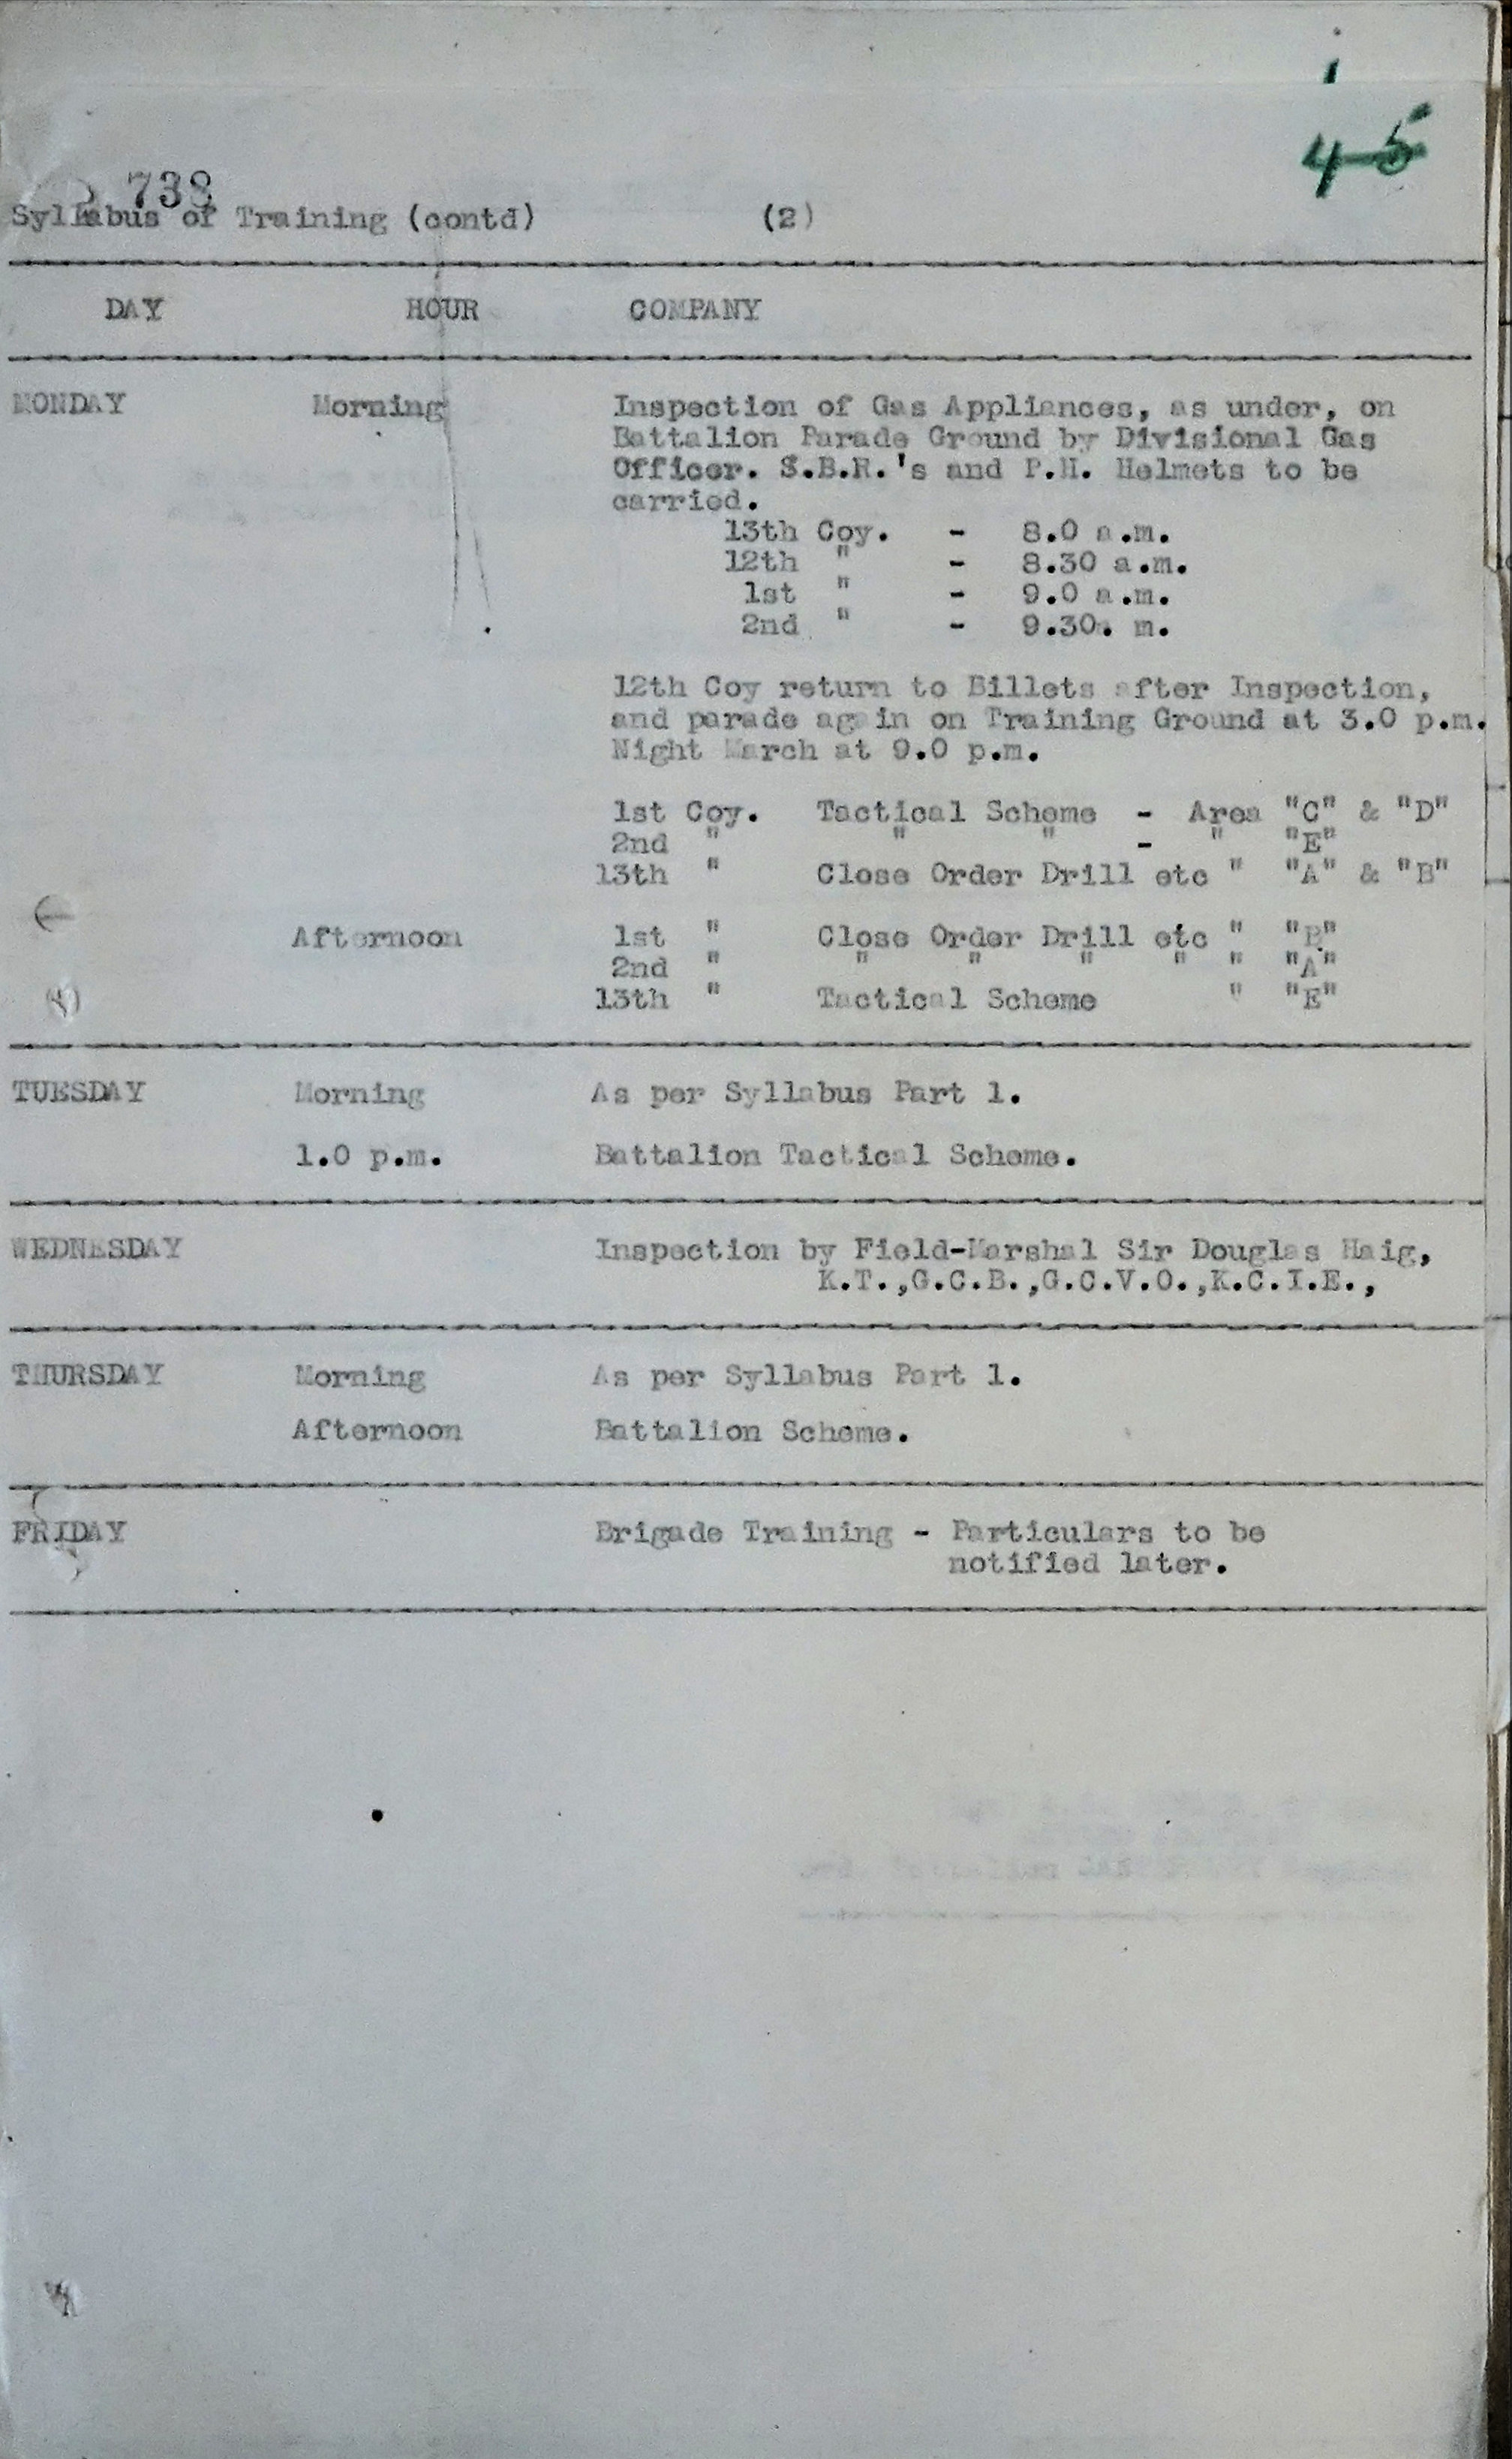 45
738
Syllabus of Training (contd) (2)
DAY HOUR COMPANY
MONDAY Morning Inspection of Gas Appliances, as under, on
Battalion Parade Ground by Divisional Gas
Officer. S.B.R.'s and P.H. Helmets to be
carried.
13th Coy. - 8.0 a.m.
12th " - 8.30 a.m.
1st " - 9.0 a.m.
2nd " - 9.30a. m.
12th Coy return to Billets after Inspection,
and parade again on Training Ground at 3.0 p.m.
Night March at 9.0 p.m.
1st Coy. Tactical Scheme - Area "C" & "D"
2nd " " " - " "E"
13th " Close Order Drill etc " "A" & "B"
Afternoon 1st " Close Order Drill etc " "B"
2nd " " " " " " "A"
13th " Tactical Scheme " "E"
TUESDAY Morning As per Syllabus Part 1.
1.0 p.m. Battalion Tactical Scheme.
WEDNESDAY Inspection by Field-Marshal Sir Douglas Haig,
K.T.,G.C.B.,G.C.V.O.,K.C.I.E.,
THURSDAY Morning As per Syllabus Part 1.
Afternoon Battalion Scheme.
FRIDAY Brigade Training - Particulars to be
notified later.